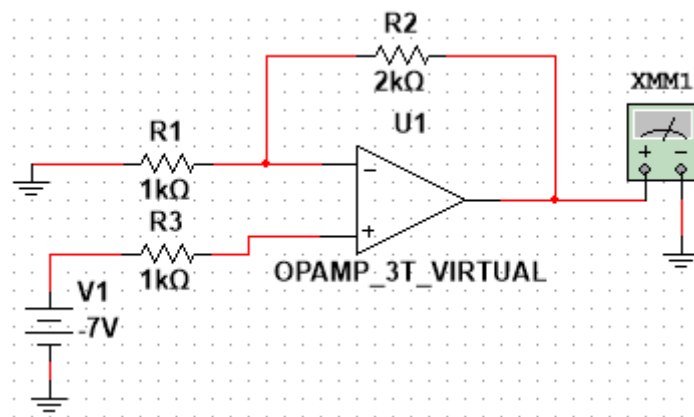 R2
2kΩ
XMM1
U1
R1
1kΩ
R3
1kΩ
OPAMP_3T_VIRTUAL
V1
-7V